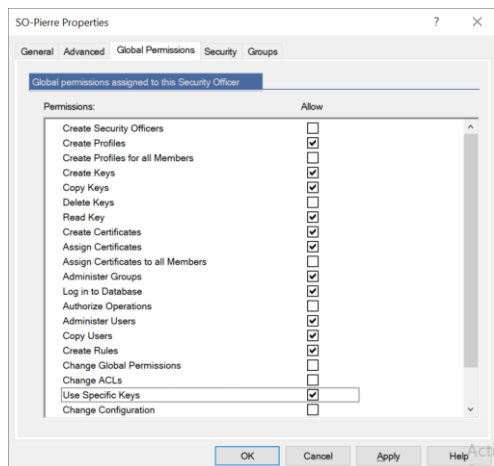 SO-Pierre Properties
?
General Advanced Global Permissions Security Groups
Global permissions assigned to this Security Officer
Permissions: Allow
Create Security Officers
Create Profiles
Create Profiles for all Members
Create Keys
Copy Keys
Delete Keys
Read Key
Create Certificates
Assign Certificates
Assign Certificates to all Members
Administer Groups
Log in to Database
Authorize Operations
Administer Users
Copy Users
Create Rules
Change Global Permissions
Change ACLs
Use Specific Keys
Change Configuration
OK Cancel Apply Help
Acti